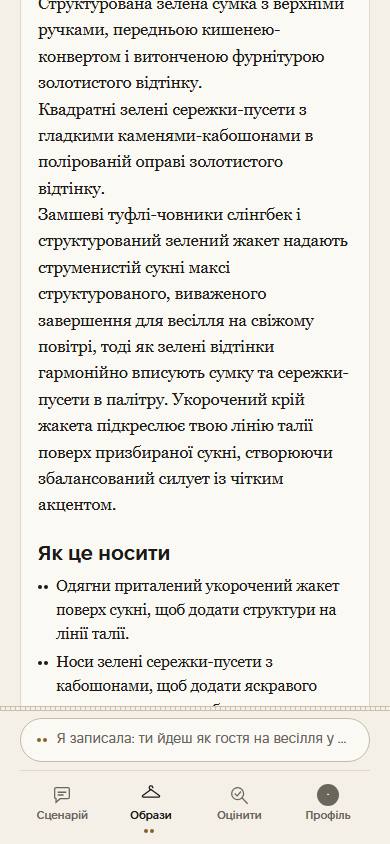 Структурована зелена сумка з верхніми
ручками, передньою кишенею-
конвертом і витонченою фурнітурою
золотистого відтінку.
Квадратні зелені сережки-пусети з
гладкими каменями-кабошонами в
полірованій оправі золотистого
відтінку.
Замшеві туфлі-човники слінгбек і
структурований зелений жакет надають
струменистій сукні максі
структурованого, виваженого
завершення для весілля на свіжому
повітрі, тоді як зелені відтінки
гармонійно вписують сумку та сережки-
пусети в палітру. Укорочений крій
жакета підкреслює твою лінію талії
поверх призбираної сукні, створюючи
збалансований силует із чітким
акцентом.
Як це носити
Одягни приталений укорочений жакет
поверх сукні, щоб додати структури на
лінії талії.
Носи зелені сережки-пусети з
кабошонами, щоб додати яскравого
Я записала: ти йдеш як гостя на весілля у ...
Сценарій
Образи
Оцінити
Профіль